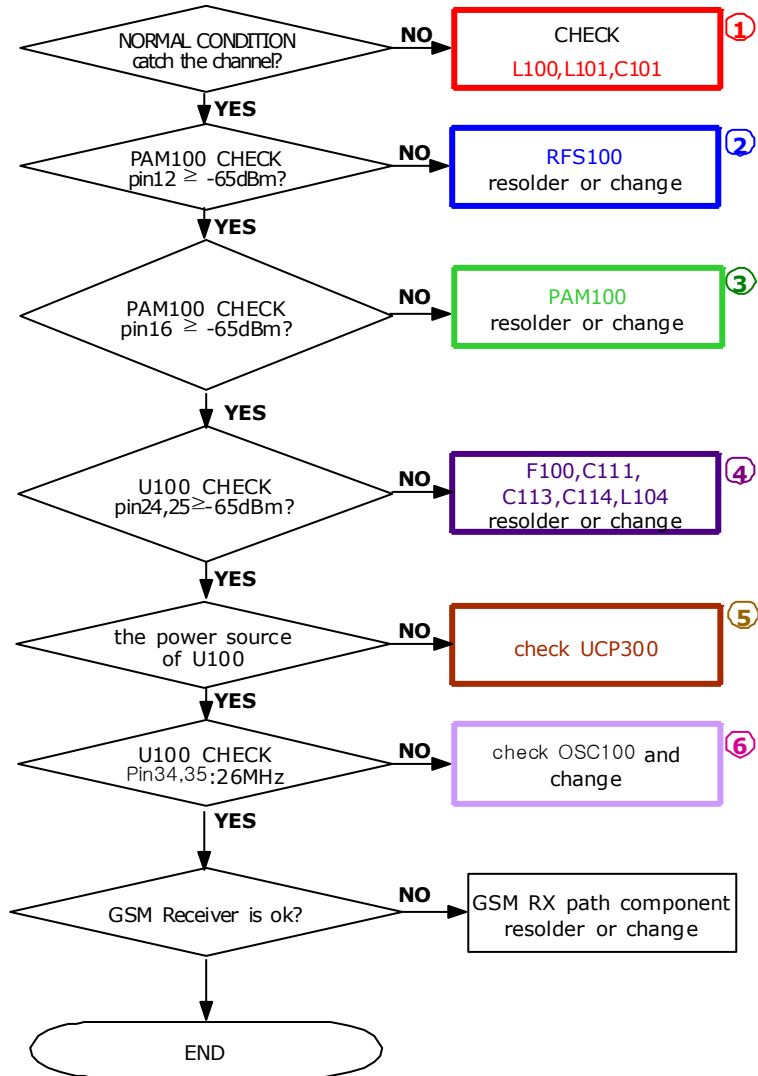 NORMAL CONDITION
catch the channel?
NO
CHECK
L100,L101,C101
1
YES
PAM100 CHECK
pin12 ≥ -65dBm?
NO
RFS100
resolder or change
2
YES
PAM100 CHECK
pin16 ≥ -65dBm?
NO
PAM100
resolder or change
3
YES
U100 CHECK
pin24,25≥-65dBm?
NO
F100,C111,
C113,C114,L104
resolder or change
4
YES
the power source
of U100
NO
check UCP300
5
YES
U100 CHECK
Pin34,35:26MHz
NO
check OSC100 and
change
6
YES
GSM Receiver is ok?
NO
GSM RX path component
resolder or change
END